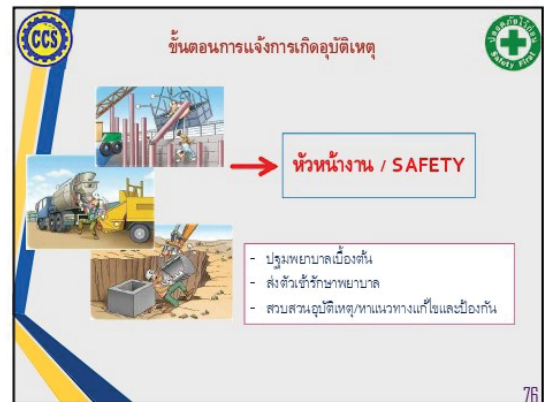 CCS
ขั้นตอนการแจ้งการเกิดอุบัติเหตุ
ปลอดภัยไว้ก่อน
Safety First
หัวหน้างาน / SAFETY
- ปฐมพยาบาลเบื้องต้น
- ส่งตัวเข้ารักษาพยาบาล
- สวบสวนอุบัติเหตุ/หาแนวทางแก้ไขและป้องกัน
76